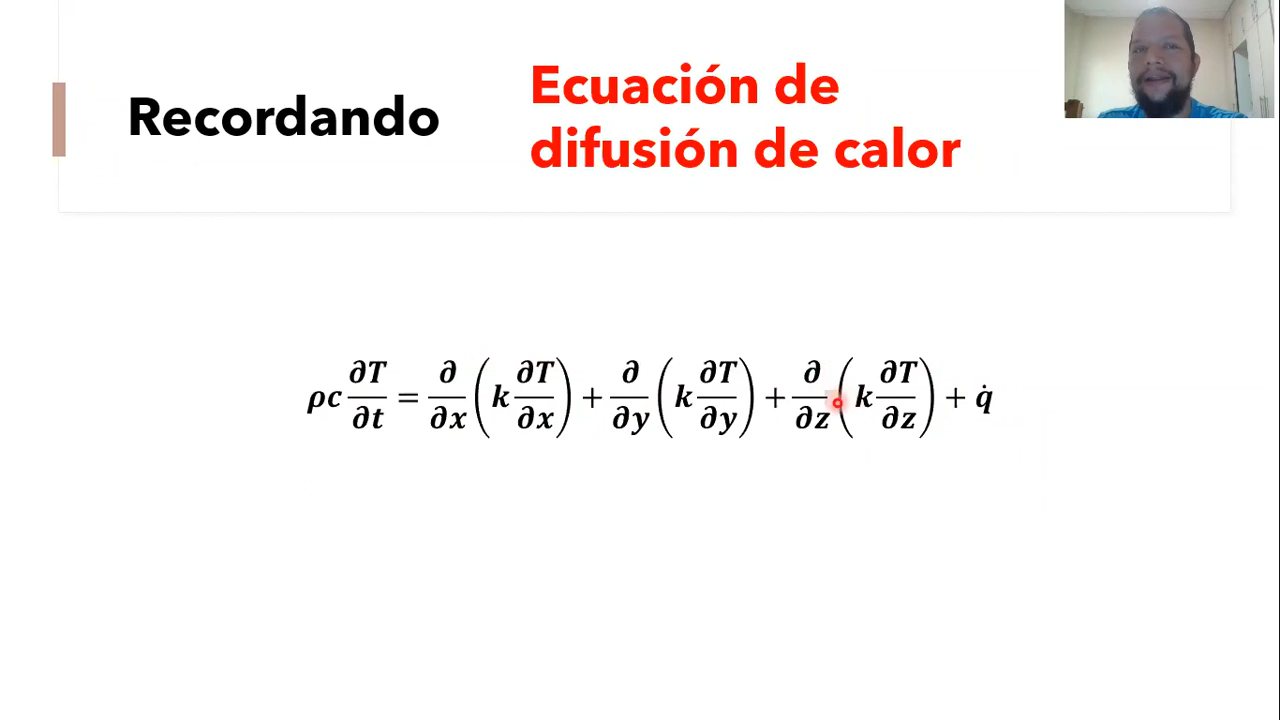 Recordando
Ecuación de
difusión de calor
ρc ∂T/∂t = ∂/∂x (k ∂T/∂x) + ∂/∂y (k ∂T/∂y) + ∂/∂z (k ∂T/∂z) + q̇